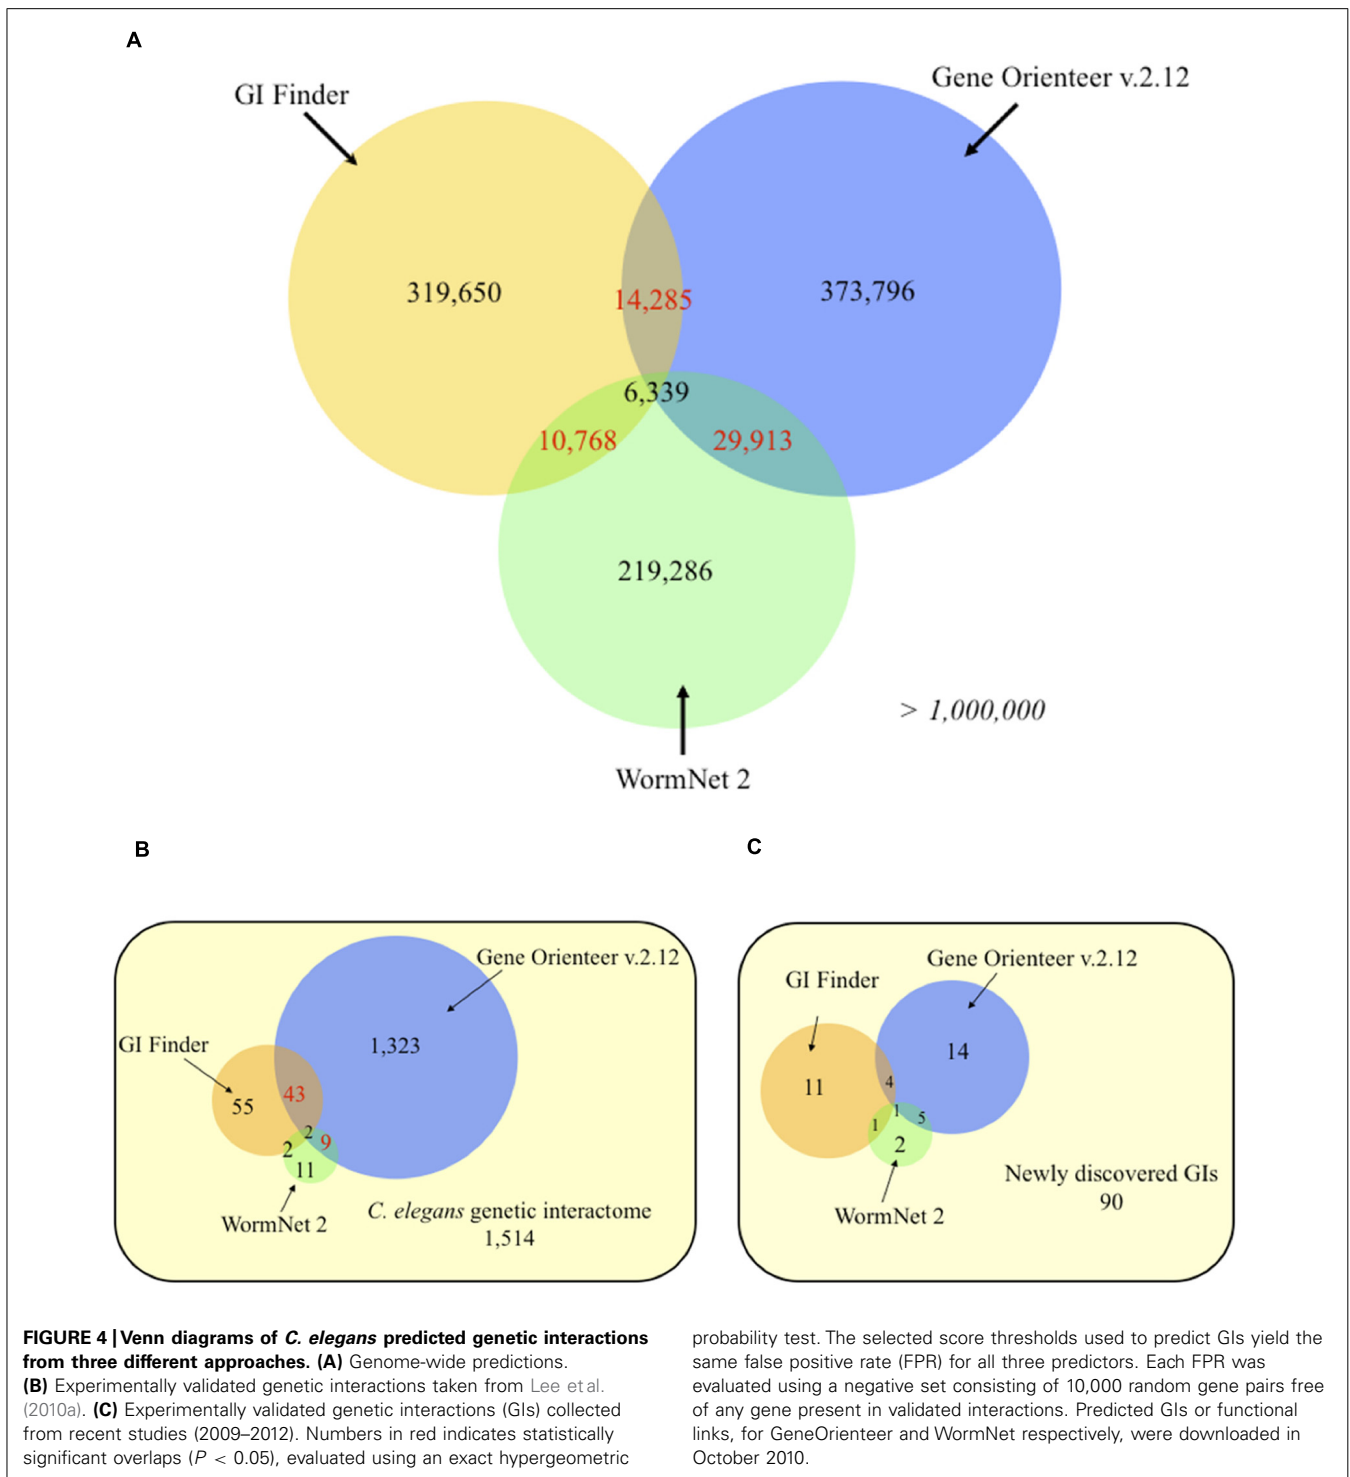 A
GI Finder
Gene Orienteer v.2.12
319,650
14,285
373,796
6,339
10,768
29,913
219,286
> 1,000,000
WormNet 2
B
Gene Orienteer v.2.12
GI Finder
1,323
43
55
2
2
9
11
WormNet 2
C. elegans genetic interactome
1,514
C
Gene Orienteer v.2.12
GI Finder
14
11
4
1
1
5
2
WormNet 2
Newly discovered GIs
90
FIGURE 4 | Venn diagrams of C. elegans predicted genetic interactions
from three different approaches. (A) Genome-wide predictions.
(B) Experimentally validated genetic interactions taken from Lee et al.
(2010a). (C) Experimentally validated genetic interactions (GIs) collected
from recent studies (2009–2012). Numbers in red indicates statistically
significant overlaps (P < 0.05), evaluated using an exact hypergeometric
probability test. The selected score thresholds used to predict GIs yield the
same false positive rate (FPR) for all three predictors. Each FPR was
evaluated using a negative set consisting of 10,000 random gene pairs free
of any gene present in validated interactions. Predicted GIs or functional
links, for GeneOrienteer and WormNet respectively, were downloaded in
October 2010.